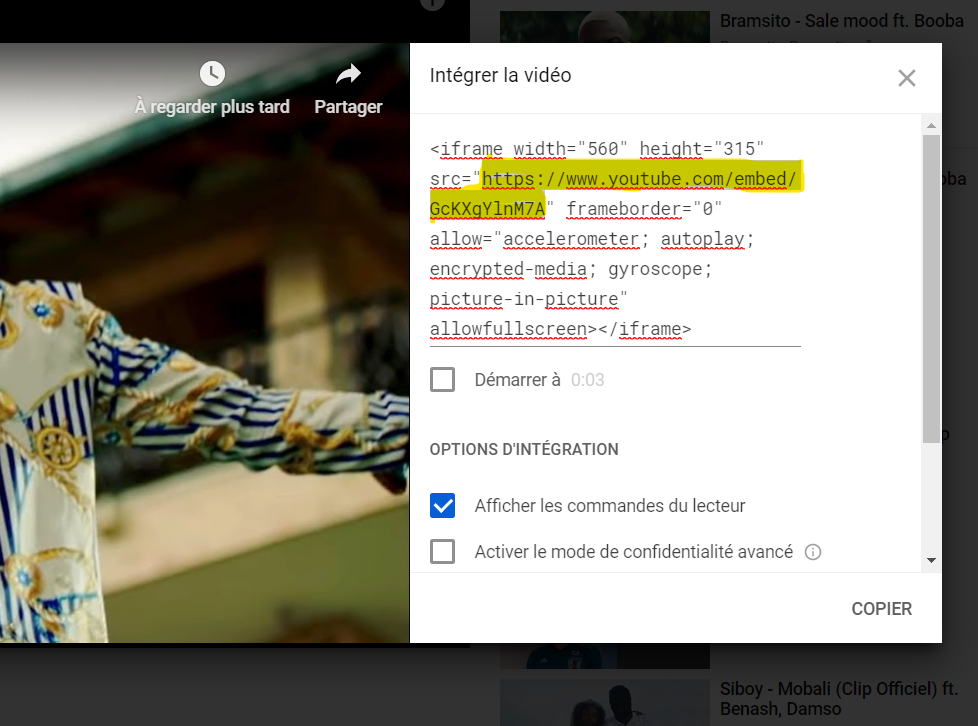 Bramsito - Sale mood ft. Booba
À regarder plus tard
Partager
Intégrer la vidéo
<iframe width="560" height="315"
src="https://www.youtube.com/embed/
GcKXgYlnM7A" frameborder="0"
allow="accelerometer; autoplay;
encrypted-media; gyroscope;
picture-in-picture"
allowfullscreen></iframe>
Démarrer à 0:03
OPTIONS D'INTÉGRATION
Afficher les commandes du lecteur
Activer le mode de confidentialité avancé
COPIER
Siboy - Mobali (Clip Officiel) ft.
Benash, Damso